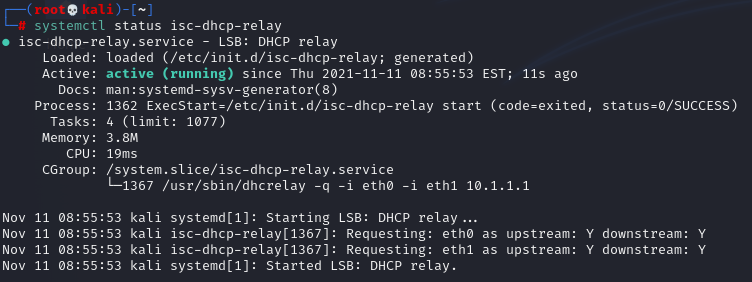 ┌──(root💀kali)-[~]
└─# systemctl status isc-dhcp-relay
● isc-dhcp-relay.service - LSB: DHCP relay
Loaded: loaded (/etc/init.d/isc-dhcp-relay; generated)
Active: active (running) since Thu 2021-11-11 08:55:53 EST; 11s ago
Docs: man:systemd-sysv-generator(8)
Process: 1362 ExecStart=/etc/init.d/isc-dhcp-relay start (code=exited, status=0/SUCCESS)
Tasks: 4 (limit: 1077)
Memory: 3.8M
CPU: 19ms
CGroup: /system.slice/isc-dhcp-relay.service
└─1367 /usr/sbin/dhcrelay -q -i eth0 -i eth1 10.1.1.1
Nov 11 08:55:53 kali systemd[1]: Starting LSB: DHCP relay...
Nov 11 08:55:53 kali isc-dhcp-relay[1367]: Requesting: eth0 as upstream: Y downstream: Y
Nov 11 08:55:53 kali isc-dhcp-relay[1367]: Requesting: eth1 as upstream: Y downstream: Y
Nov 11 08:55:53 kali systemd[1]: Started LSB: DHCP relay.